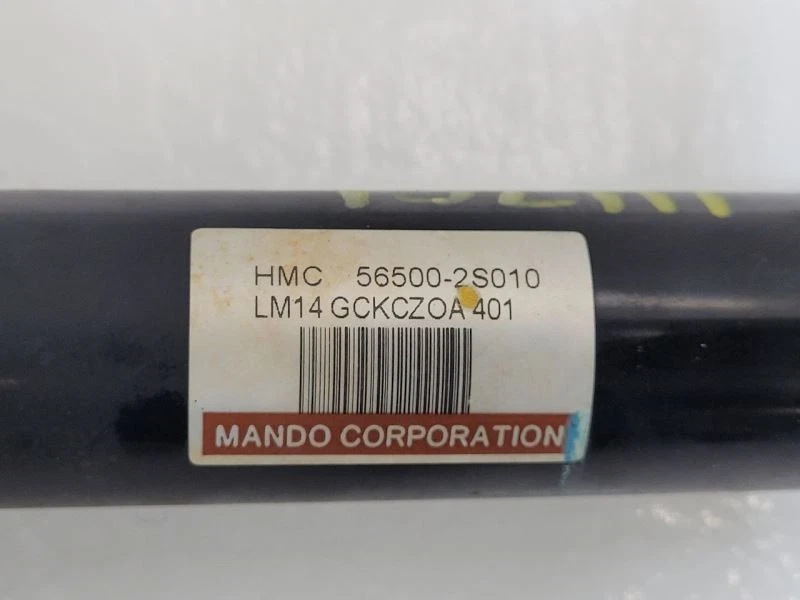 HMC 56500-2S010
LM14 GCKCZOA 401
MANDO CORPORATION